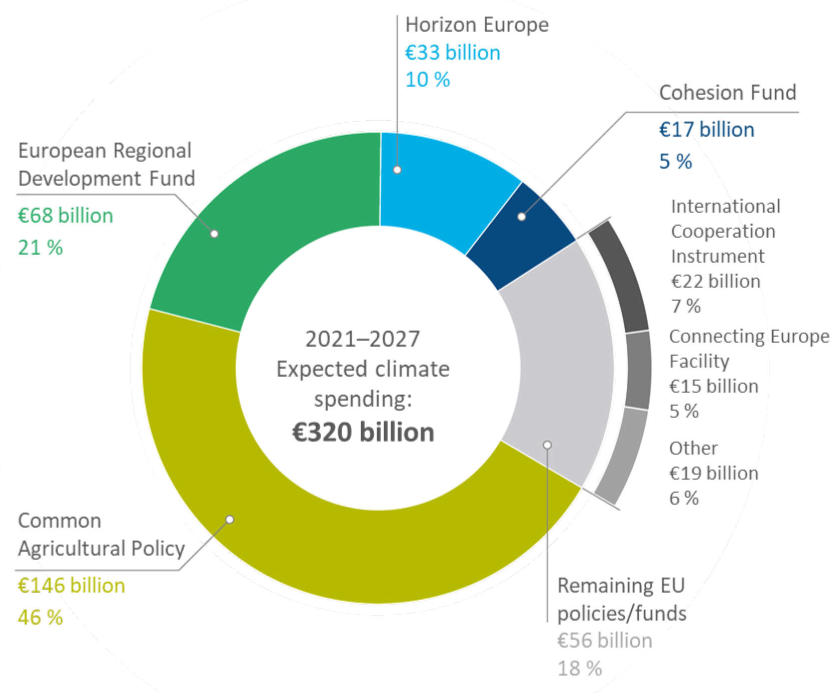 Horizon Europe
€33 billion
10 %
Cohesion Fund
€17 billion
5 %
European Regional
Development Fund
€68 billion
21 %
International
Cooperation
Instrument
€22 billion
7 %
Connecting Europe
Facility
€15 billion
5 %
Other
€19 billion
6 %
2021–2027
Expected climate
spending:
€320 billion
Common
Agricultural Policy
€146 billion
46 %
Remaining EU
policies/funds
€56 billion
18 %